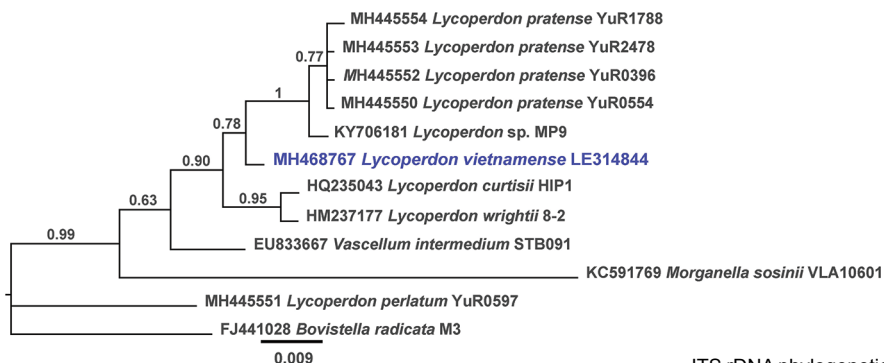 MH445554 Lycoperdon pratense YuR1788
MH445553 Lycoperdon pratense YuR2478
0.77
MH445552 Lycoperdon pratense YuR0396
1
MH445550 Lycoperdon pratense YuR0554
0.78
KY706181 Lycoperdon sp. MP9
MH468767 Lycoperdon vietnamense LE314844
0.90
HQ235043 Lycoperdon curtisii HIP1
0.95
HM237177 Lycoperdon wrightii 8-2
0.63
EU833667 Vascellum intermedium STB091
0.99
KC591769 Morganella sosinii VLA10601
MH445551 Lycoperdon perlatum YuR0597
FJ441028 Bovistella radicata M3
0.009